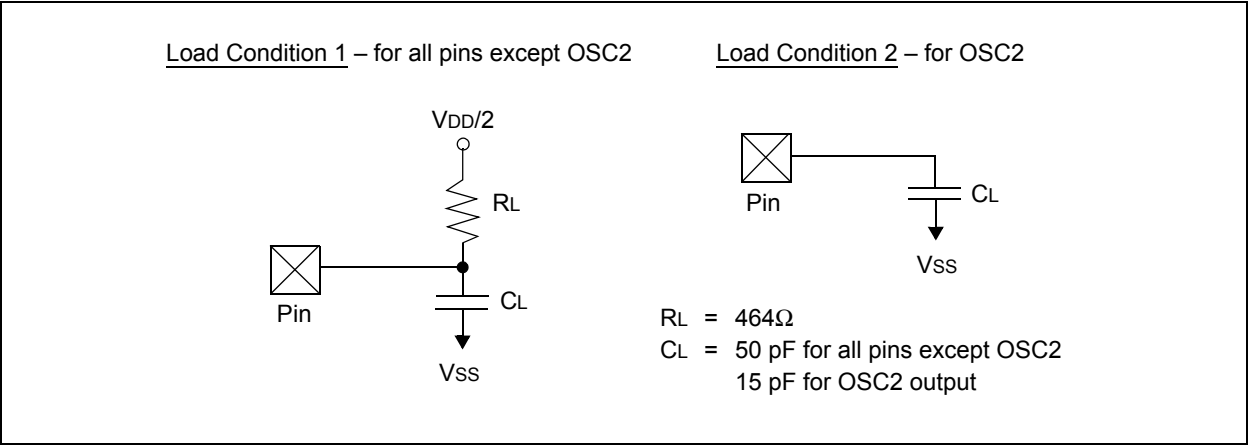 Load Condition 1 – for all pins except OSC2
VDD/2
RL
Pin
CL
VSS
Load Condition 2 – for OSC2
Pin
CL
VSS
RL = 464Ω
CL = 50 pF for all pins except OSC2
15 pF for OSC2 output